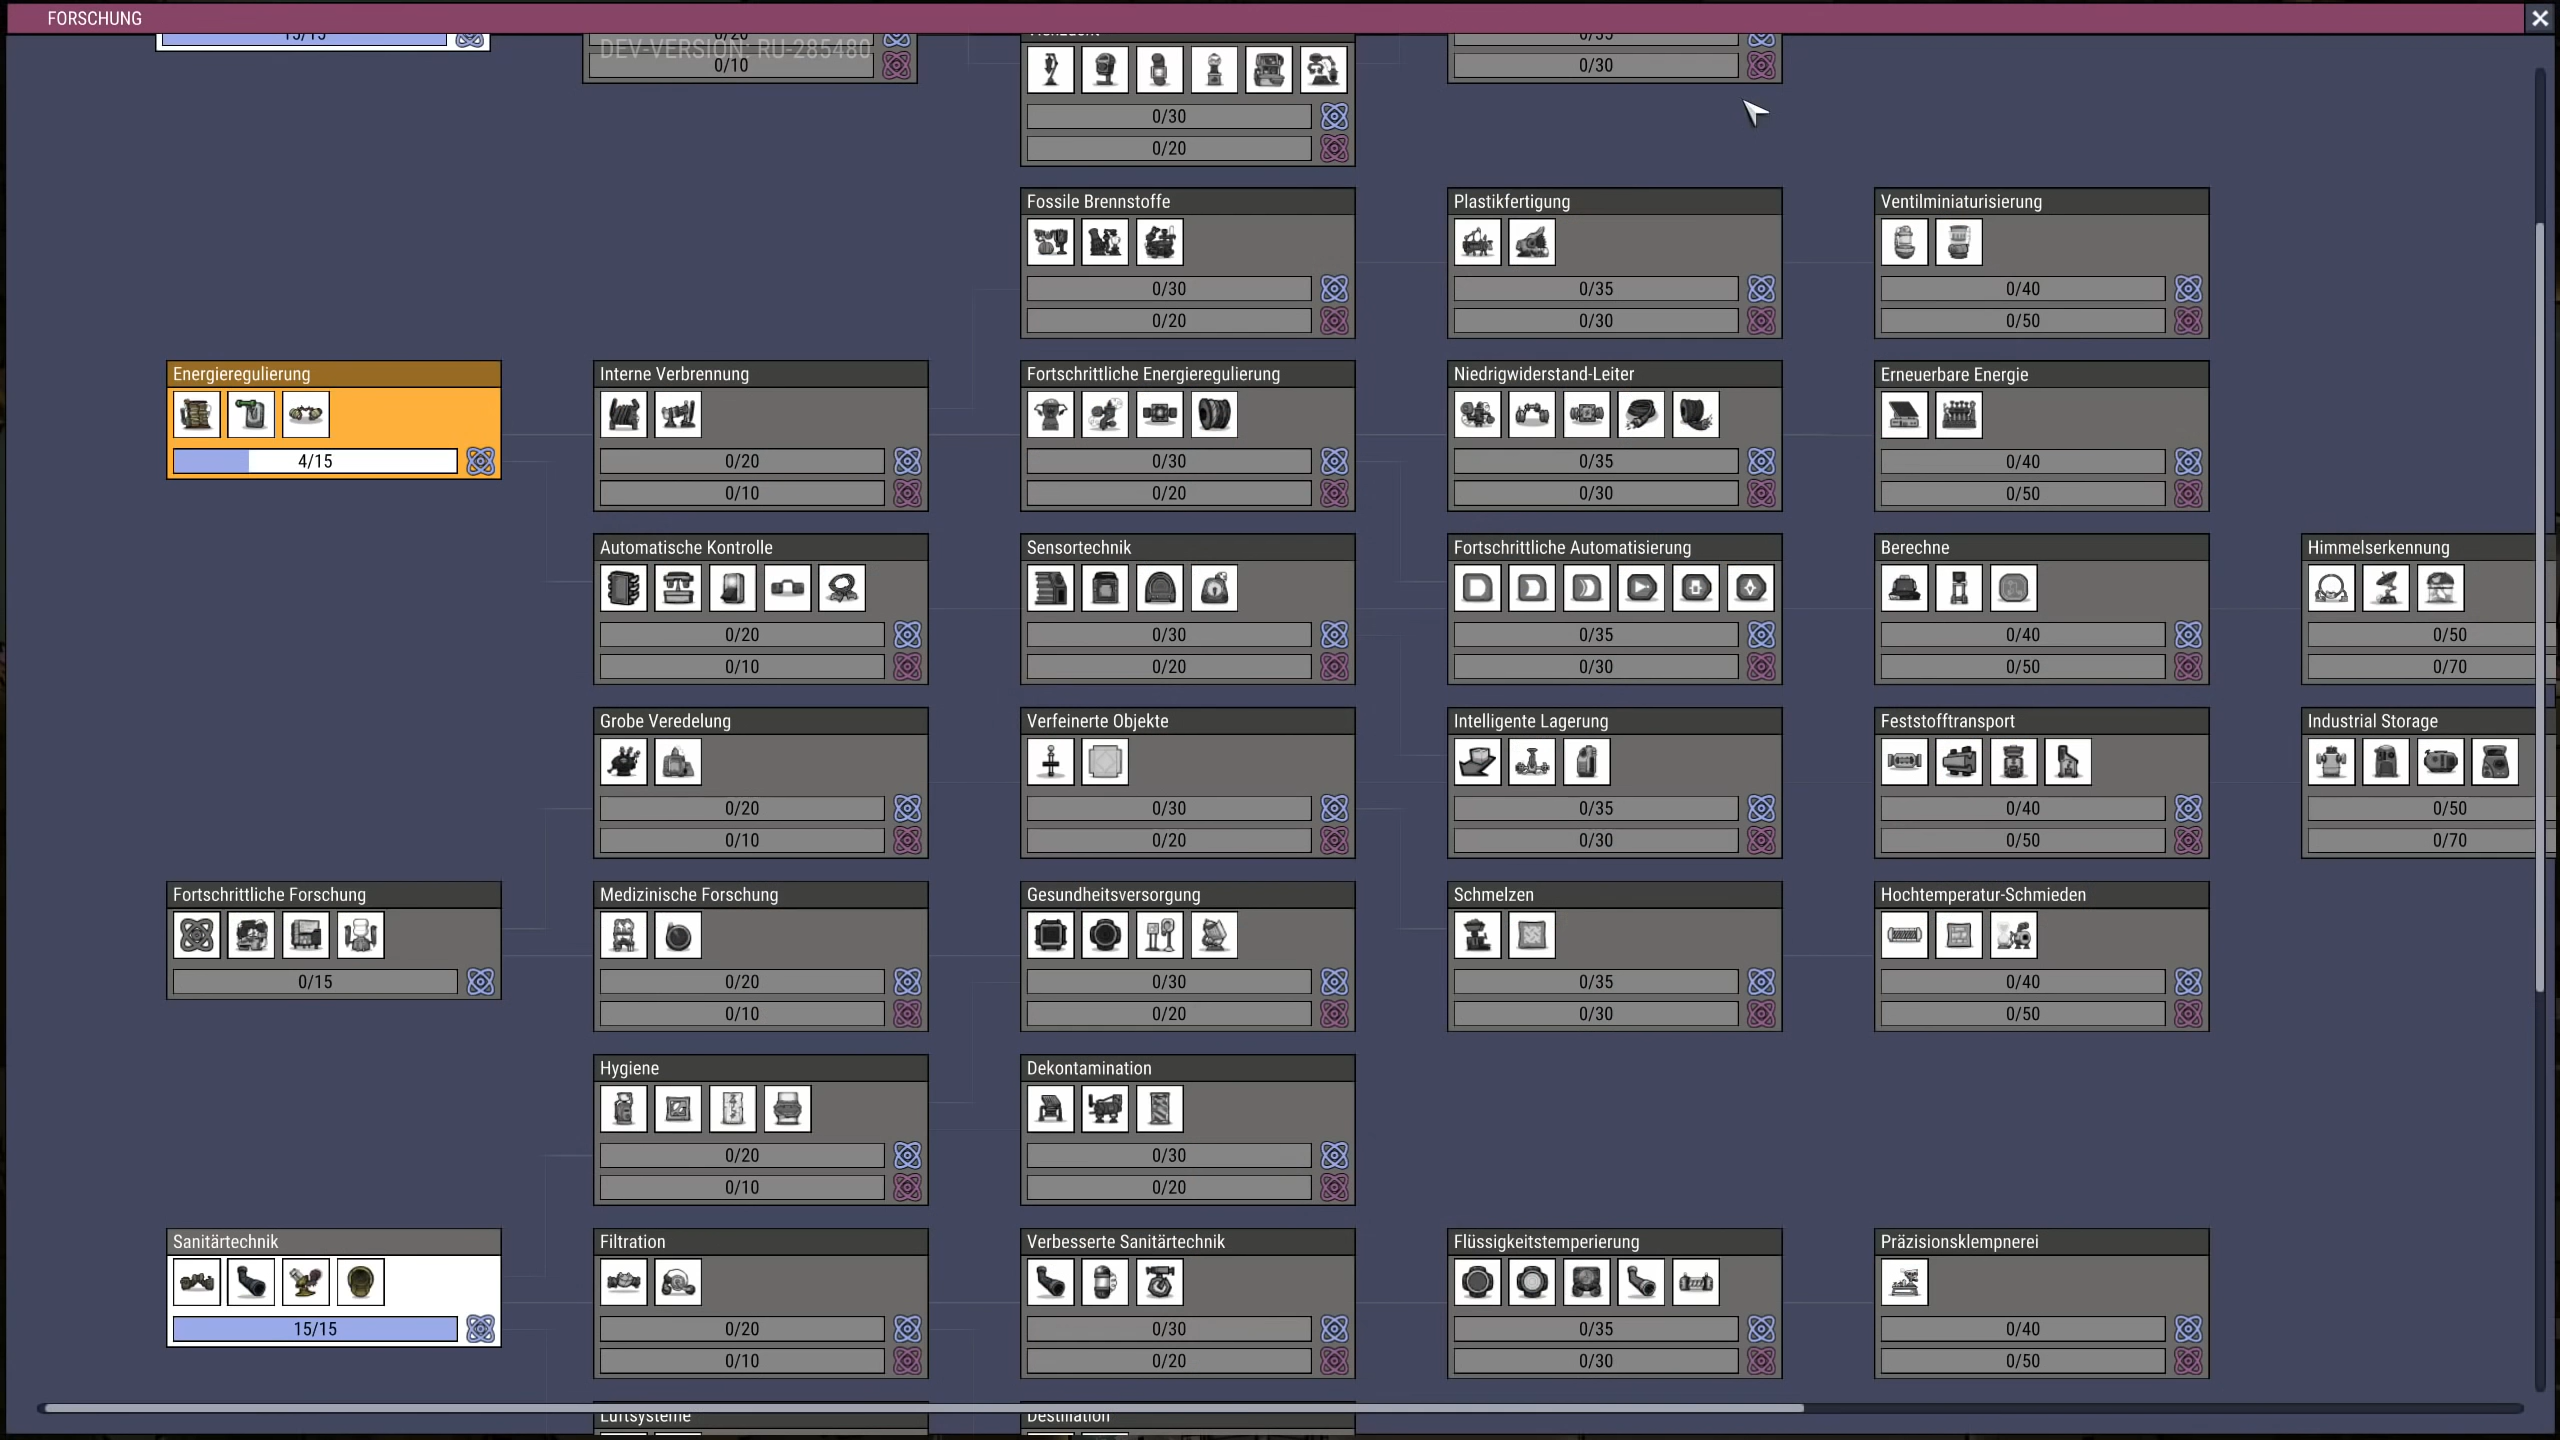 FORSCHUNG
15/15
0/20
0/35
DEV-VERSION: RU-285480
0/10
0/30
0/30
0/20
Fossile Brennstoffe
Plastikfertigung
Ventilminiaturisierung
0/30
0/35
0/40
0/20
0/30
0/50
Energieregulierung
Interne Verbrennung
Fortschrittliche Energieregulierung
Niedrigwiderstand-Leiter
Erneuerbare Energie
4/15
0/20
0/30
0/35
0/40
0/10
0/20
0/30
0/50
Automatische Kontrolle
Sensortechnik
Fortschrittliche Automatisierung
Berechne
Himmelserkennung
0/20
0/30
0/35
0/40
0/50
0/10
0/20
0/30
0/50
0/70
Grobe Veredelung
Verfeinerte Objekte
Intelligente Lagerung
Feststofftransport
Industrial Storage
0/20
0/30
0/35
0/40
0/50
0/10
0/20
0/30
0/50
0/70
Fortschrittliche Forschung
Medizinische Forschung
Gesundheitsversorgung
Schmelzen
Hochtemperatur-Schmieden
0/15
0/20
0/30
0/35
0/40
0/10
0/20
0/30
0/50
Hygiene
Dekontamination
0/20
0/30
0/10
0/20
Sanitärtechnik
Filtration
Verbesserte Sanitärtechnik
Flüssigkeitstemperierung
Präzisionsklempnerei
15/15
0/20
0/30
0/35
0/40
0/10
0/20
0/30
0/50
Luftsysteme
Destillation